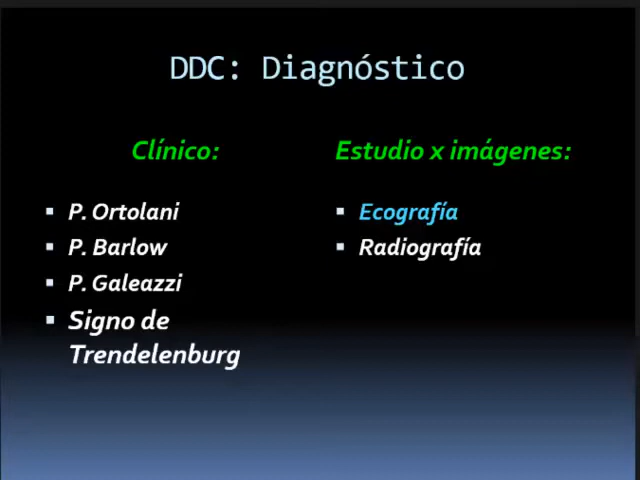 DDC: Diagnóstico
Clínico:
P. Ortolani
P. Barlow
P. Galeazzi
Signo de
Trendelenburg
Estudio x imágenes:
Ecografía
Radiografía